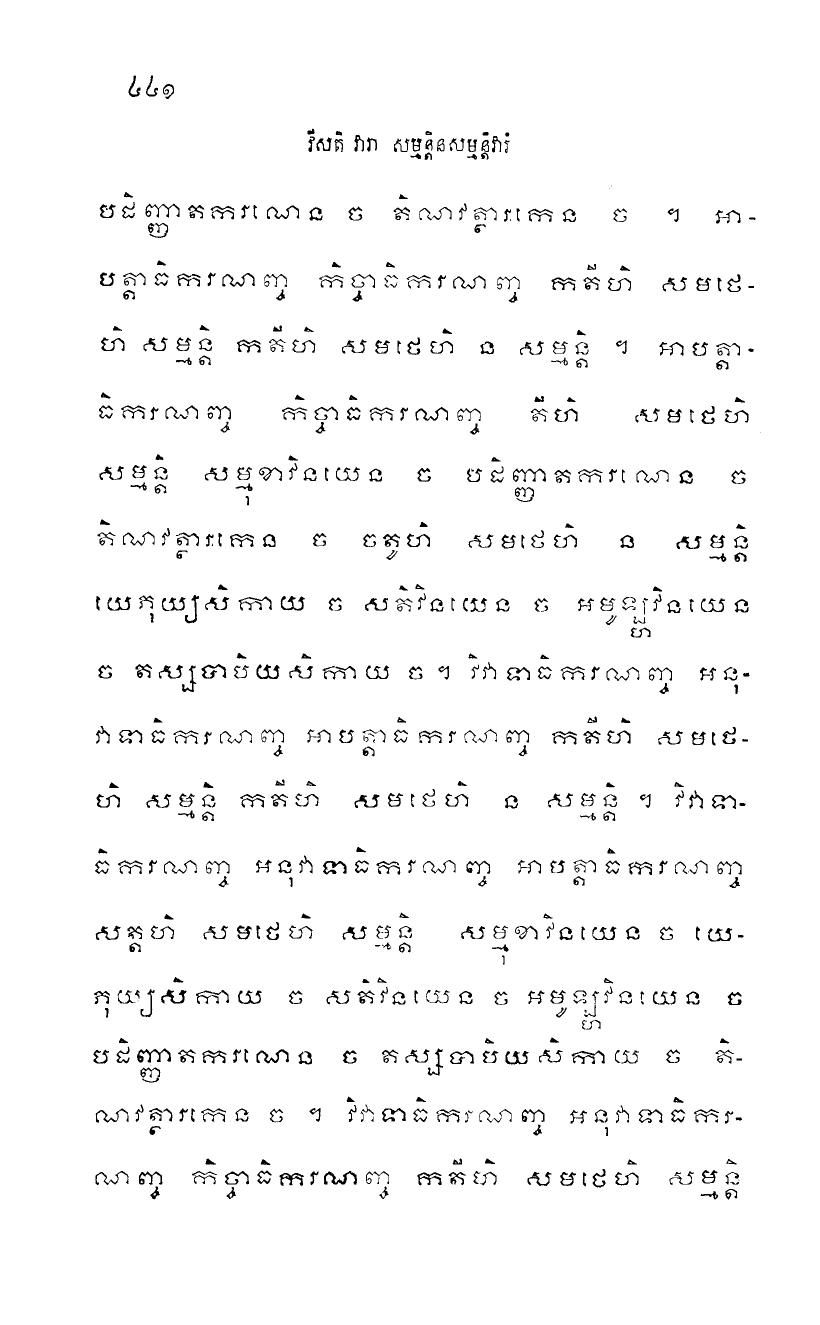 ៤៤១
វីសតិ វារា សម្មន្តិនសម្មន្តិវារំ
បដិញ្ញាតករណេន ច តិណវត្ថារកេន ច ។ អា-
បត្តាធិករណញ្ច កិច្ចាធិករណញ្ច កតីហិ សមថេ-
ហិ សម្មន្តិ កតីហិ សមថេហិ ន សម្មន្តិ ។ អាបត្តា-
ធិករណញ្ច កិច្ចាធិករណញ្ច តីហិ សមថេហិ
សម្មន្តិ សម្មុខាវិនយេន ច បដិញ្ញាតករណេន ច
តិណវត្ថារកេន ច ចតូហិ សមថេហិ ន សម្មន្តិ
យេភុយ្យសិកាយ ច សតិវិនយេន ច អមូឡ្ហវិនយេន
ច តស្សបាបិយសិកាយ ច ។ វិវាទាធិករណញ្ច អនុ-
វាទាធិករណញ្ច អាបត្តាធិករណញ្ច កតីហិ សមថេ-
ហិ សម្មន្តិ កតីហិ សមថេហិ ន សម្មន្តិ ។ វិវាទា-
ធិករណញ្ច អនុវាទាធិករណញ្ច អាបត្តាធិករណញ្ច
សត្តហិ សមថេហិ សម្មន្តិ សម្មុខាវិនយេន ច យេ-
ភុយ្យសិកាយ ច សតិវិនយេន ច អមូឡ្ហវិនយេន ច
បដិញ្ញាតករណេន ច តស្សបាបិយសិកាយ ច តិ-
ណវត្ថារកេន ច ។ វិវាទាធិករណញ្ច អនុវាទាធិករ-
ណញ្ច កិច្ចាធិករណញ្ច កតីហិ សមថេហិ សម្មន្តិ